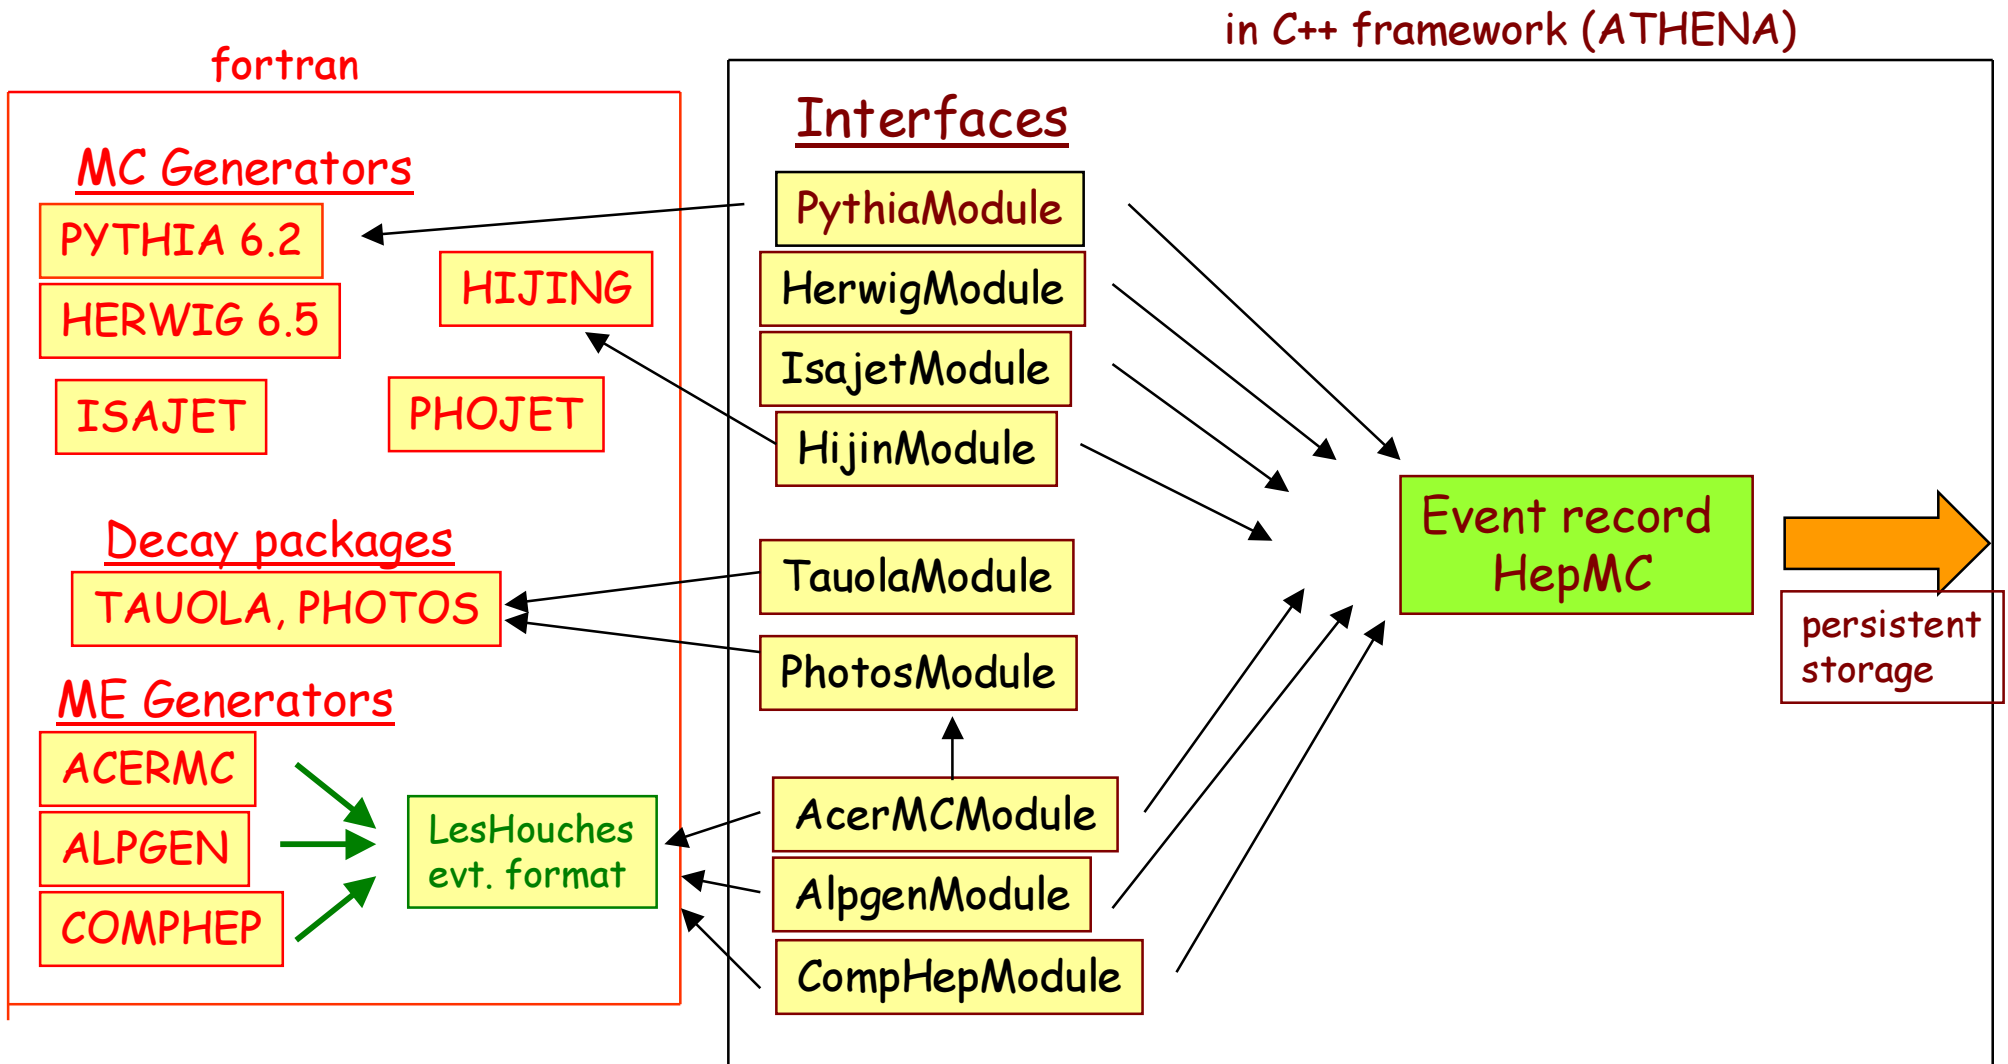 in C++ framework (ATHENA)
fortran
MC Generators
PYTHIA 6.2
HERWIG 6.5
HIJING
ISAJET
PHOJET
Decay packages
TAUOLA, PHOTOS
ME Generators
ACERMC
ALPGEN
COMPHEP
LesHouches
evt. format
Interfaces
PythiaModule
HerwigModule
IsajetModule
HijinModule
TauolaModule
PhotosModule
AcerMCModule
AlpgenModule
CompHepModule
Event record
HepMC
persistent
storage